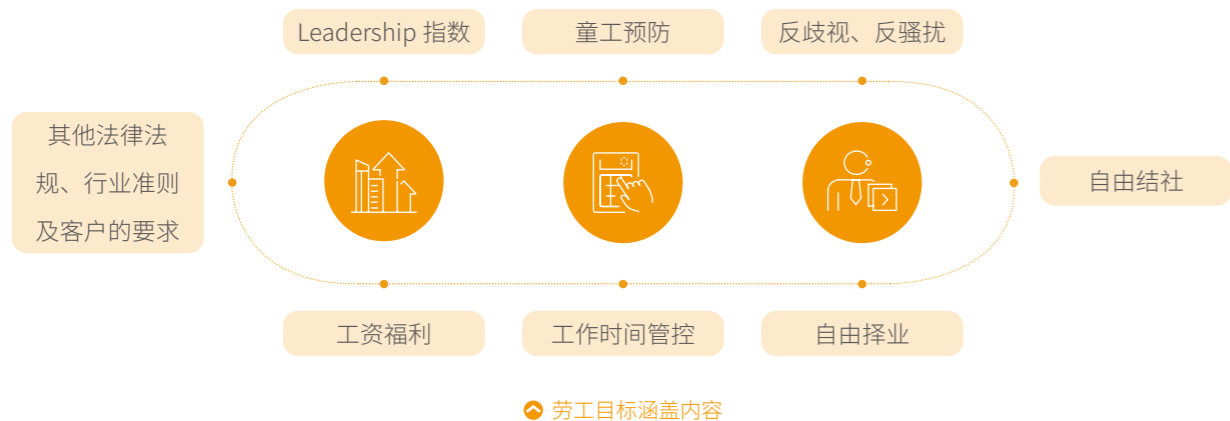 Leadership 指数
童工预防
反歧视、反骚扰
其他法律法
规、行业准则
及客户的要求
自由结社
工资福利
工作时间管控
自由择业
劳工目标涵盖内容